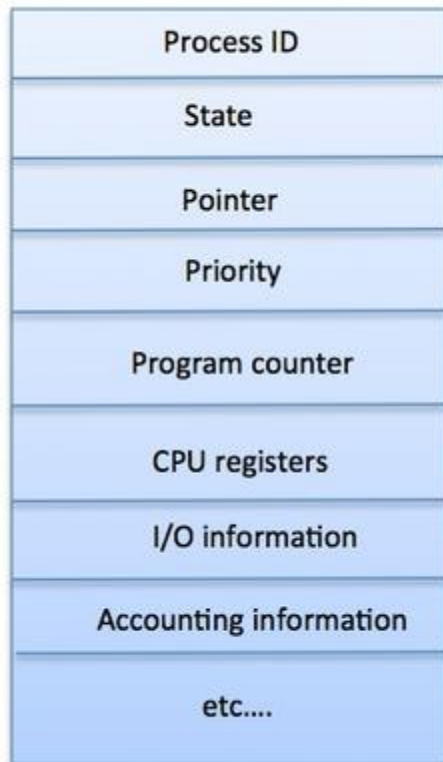 Process ID
State
Pointer
Priority
Program counter
CPU registers
I/O information
Accounting information
etc....